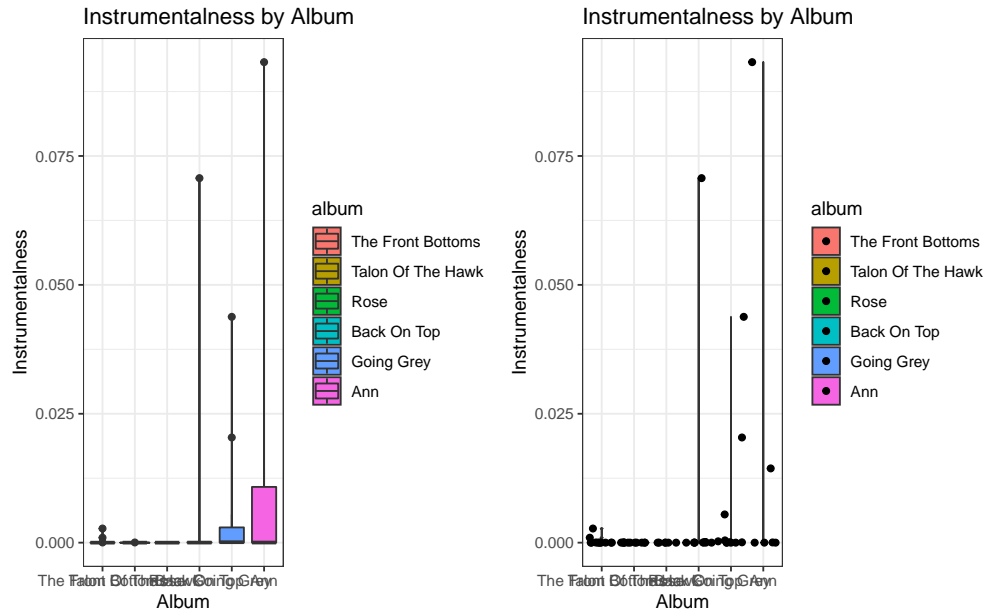 Instrumentalness by Album
Instrumentalness
0.075
0.050
0.025
0.000
Album
album
The Front Bottoms
Talon Of The Hawk
Rose
Back On Top
Going Grey
Ann
Instrumentalness by Album
Instrumentalness
0.075
0.050
0.025
0.000
Album
album
The Front Bottoms
Talon Of The Hawk
Rose
Back On Top
Going Grey
Ann